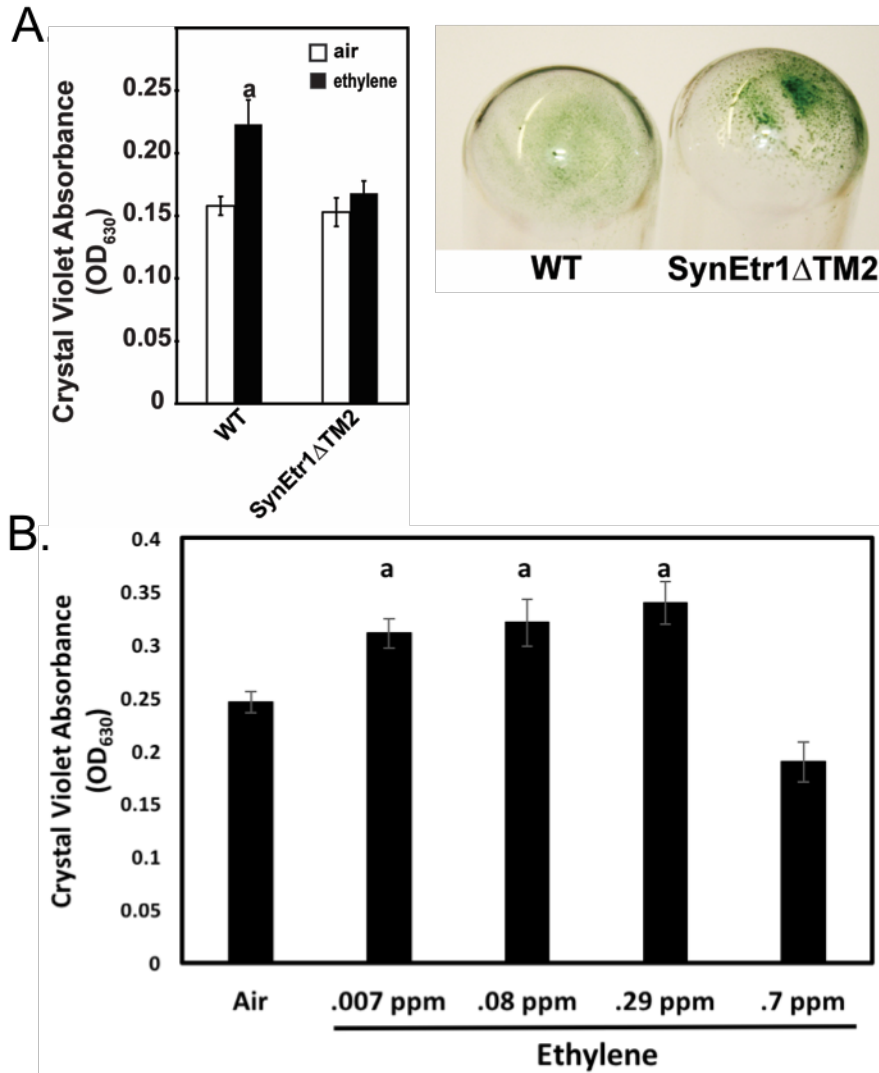 A.
Crystal Violet Absorbance
(OD630)
0.25
0.20
0.15
0.10
0.05
0
air
ethylene
a
WT
SynEtr1ΔTM2
WT
SynEtr1ΔTM2
B.
Crystal Violet Absorbance
(OD630)
0.4
0.35
0.3
0.25
0.2
0.15
0.1
0.05
0
a
a
a
Air
.007 ppm
.08 ppm
.29 ppm
.7 ppm
Ethylene